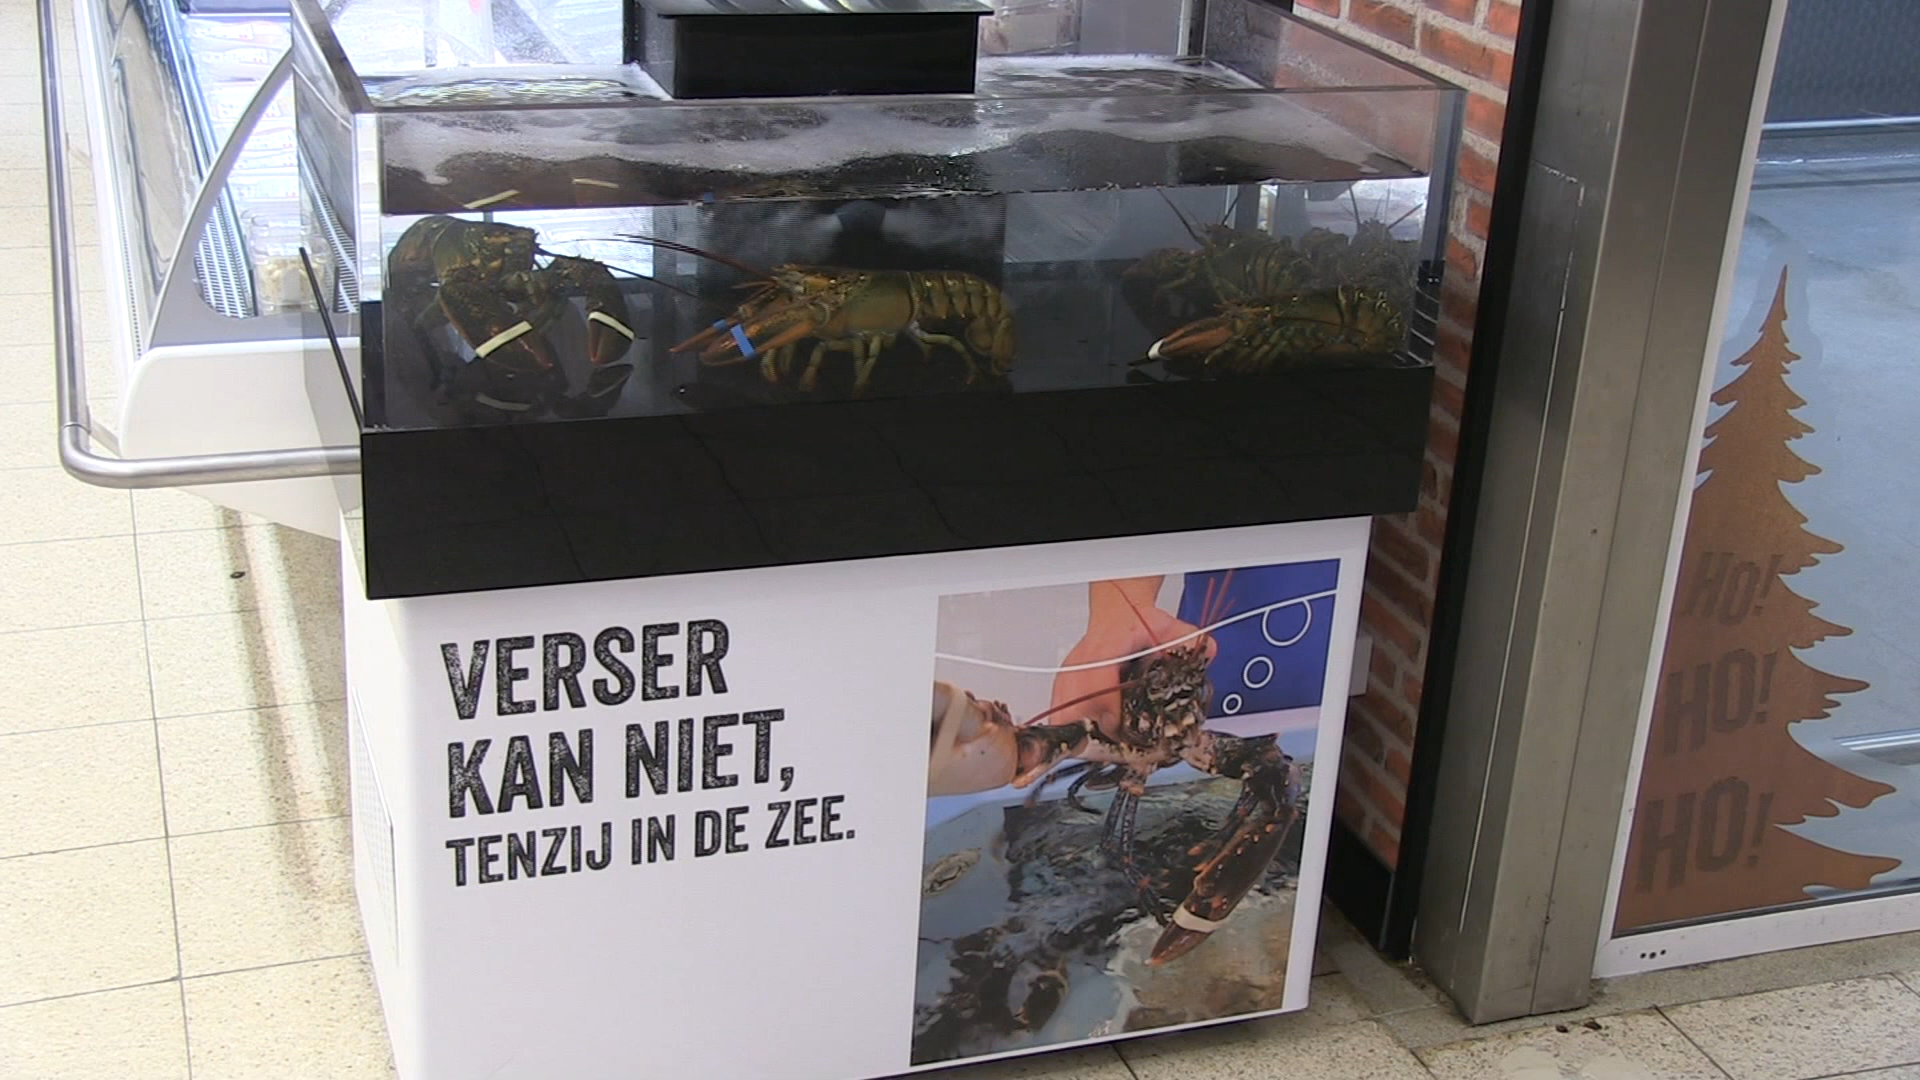 VERSER
KAN NIET,
TENZIJ IN DE ZEE.
HO!
HO!
HO!